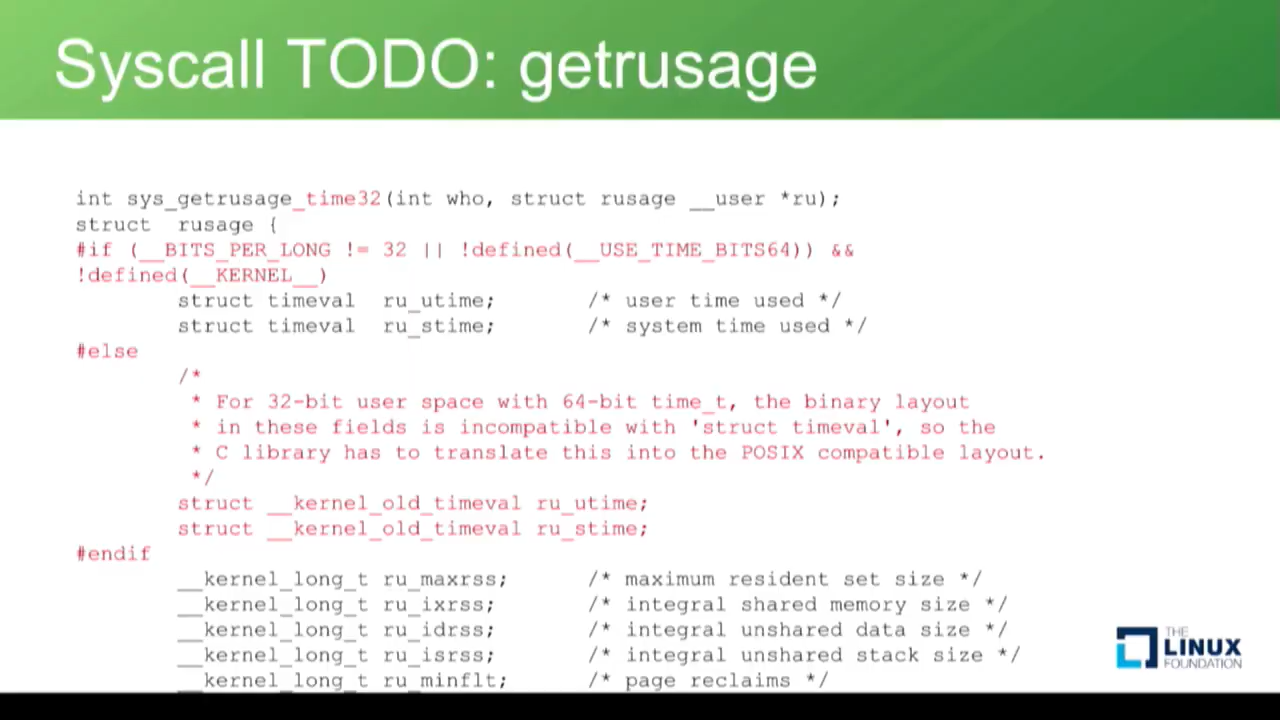 Syscall TODO: getrusage
int sys_getrusage_time32(int who, struct rusage __user *ru);
struct  rusage {
#if (__BITS_PER_LONG != 32 || !defined(__USE_TIME_BITS64)) &&
!defined(__KERNEL__)
        struct timeval  ru_utime;       /* user time used */
        struct timeval  ru_stime;       /* system time used */
#else
        /*
         * For 32-bit user space with 64-bit time_t, the binary layout
         * in these fields is incompatible with 'struct timeval', so the
         * C library has to translate this into the POSIX compatible layout.
         */
        struct __kernel_old_timeval ru_utime;
        struct __kernel_old_timeval ru_stime;
#endif
        __kernel_long_t ru_maxrss;      /* maximum resident set size */
        __kernel_long_t ru_ixrss;       /* integral shared memory size */
        __kernel_long_t ru_idrss;       /* integral unshared data size */
        __kernel_long_t ru_isrss;       /* integral unshared stack size */
        __kernel_long_t ru_minflt;      /* page reclaims */
THE
LINUX
FOUNDATION